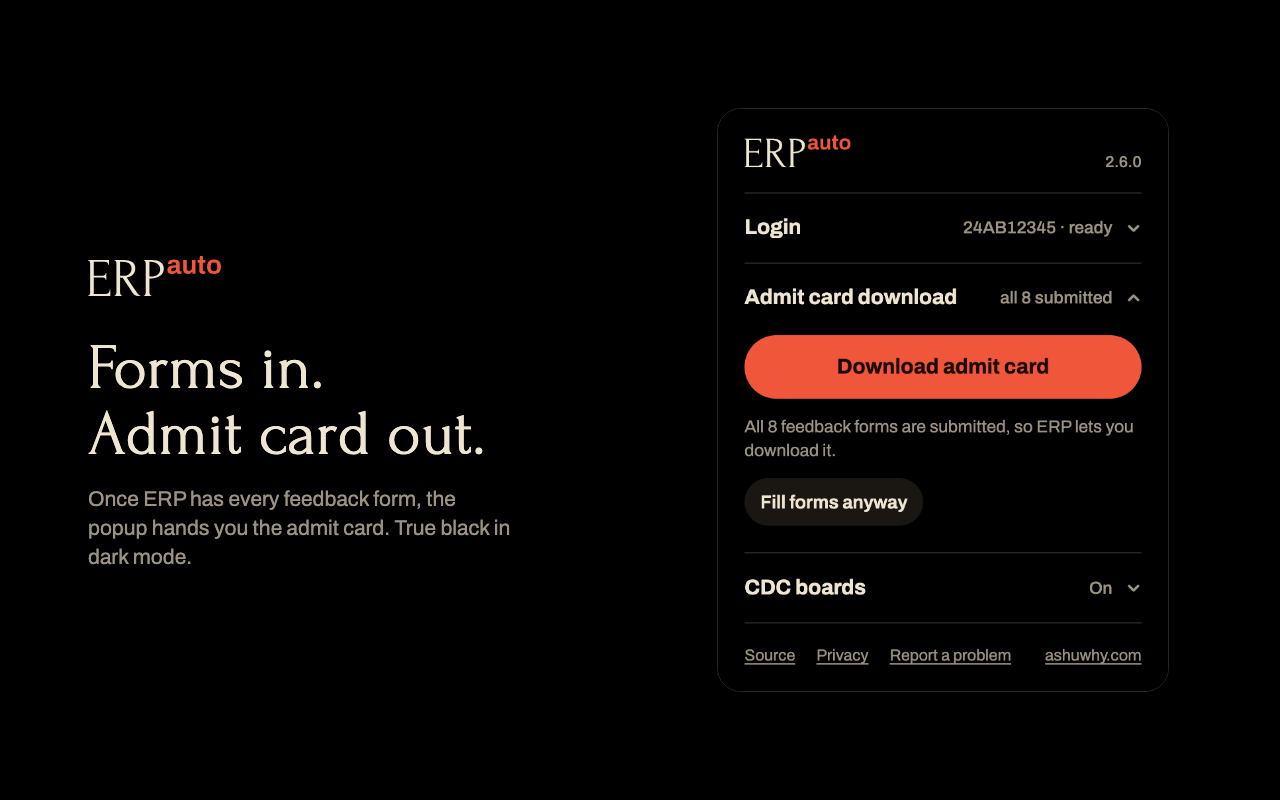 ERPauto
Forms in.
Admit card out.
Once ERP has every feedback form, the
popup hands you the admit card. True black in
dark mode.
ERPauto
2.6.0
Login
24AB12345 · ready
Admit card download
all 8 submitted
Download admit card
All 8 feedback forms are submitted, so ERP lets you
download it.
Fill forms anyway
CDC boards
On
Source
Privacy
Report a problem
ashuwhy.com